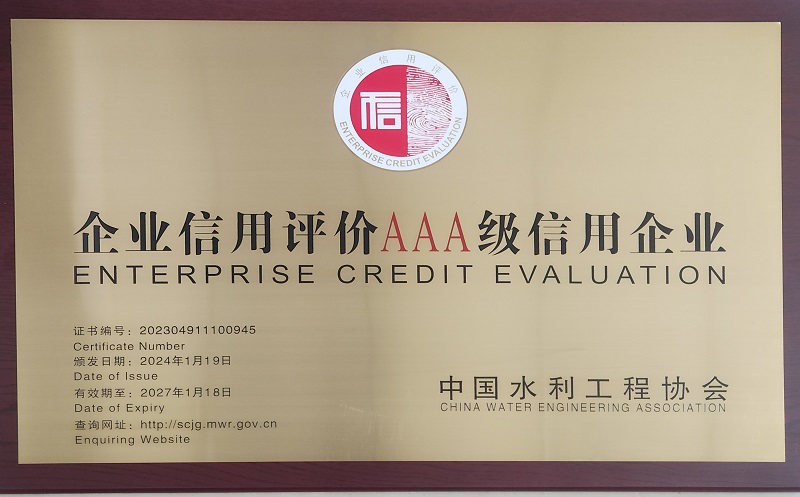 企业信用评价
信
ENTERPRISE CREDIT EVALUATION
企业信用评价AAA级信用企业
ENTERPRISE CREDIT EVALUATION
证书编号：202304911100945
Certificate Number
颁发日期：2024年1月19日
Date of Issue
有效期至：2027年1月18日
Date of Expiry
查询网址：http://scjg.mwr.gov.cn
Enquiring Website
中国水利工程协会
CHINA WATER ENGINEERING ASSOCIATION